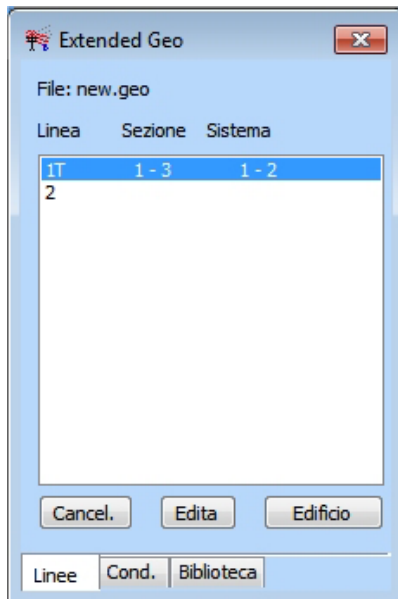 Extended Geo
File: new.geo
Linea Sezione Sistema
1T 1 - 3 1 - 2
2
Cancel. Edita Edificio
Linee Cond. Biblioteca